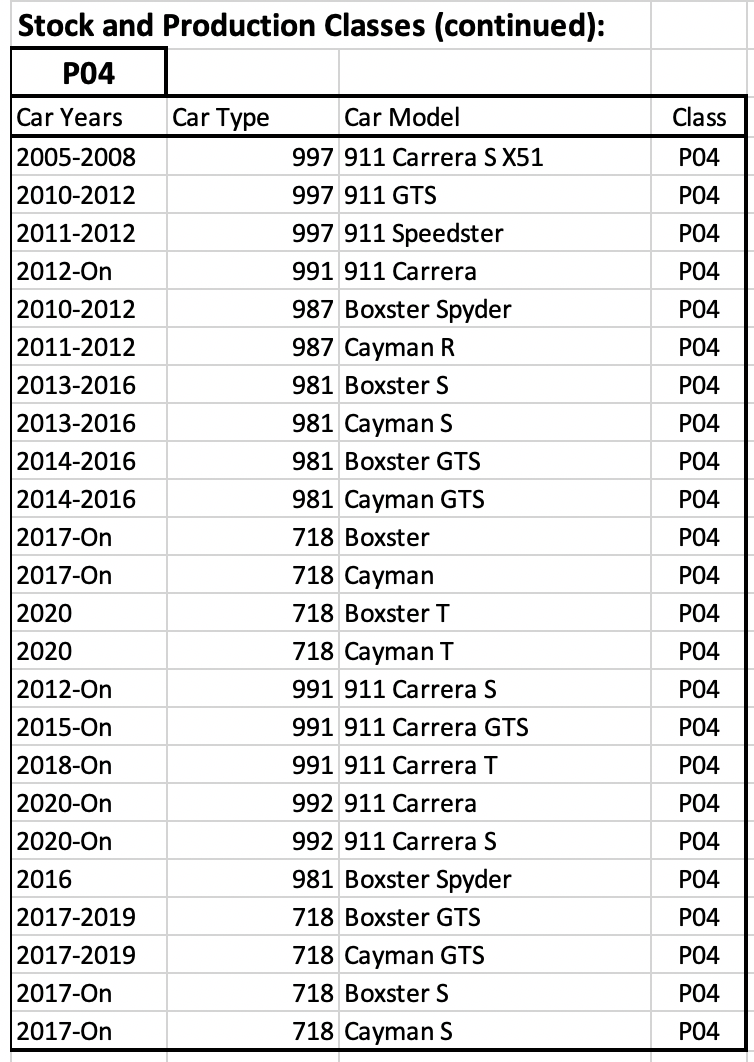 Stock and Production Classes (continued):
P04
Car Years Car Type Car Model Class
2005-2008 997 911 Carrera S X51 P04
2010-2012 997 911 GTS P04
2011-2012 997 911 Speedster P04
2012-On 991 911 Carrera P04
2010-2012 987 Boxster Spyder P04
2011-2012 987 Cayman R P04
2013-2016 981 Boxster S P04
2013-2016 981 Cayman S P04
2014-2016 981 Boxster GTS P04
2014-2016 981 Cayman GTS P04
2017-On 718 Boxster P04
2017-On 718 Cayman P04
2020 718 Boxster T P04
2020 718 Cayman T P04
2012-On 991 911 Carrera S P04
2015-On 991 911 Carrera GTS P04
2018-On 991 911 Carrera T P04
2020-On 992 911 Carrera P04
2020-On 992 911 Carrera S P04
2016 981 Boxster Spyder P04
2017-2019 718 Boxster GTS P04
2017-2019 718 Cayman GTS P04
2017-On 718 Boxster S P04
2017-On 718 Cayman S P04